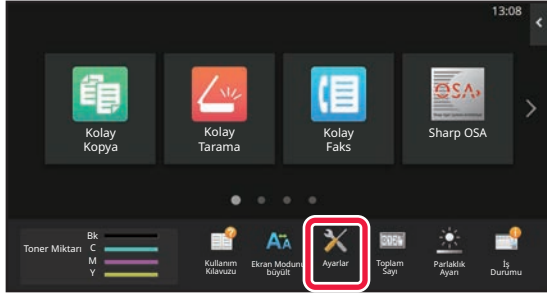 13:08
Kolay
Kopya
Kolay
Tarama
Kolay
Faks
OSA
Sharp OSA
Toner Miktarı
Bk
C
M
Y
Kullanım
Kılavuzu
Ekran Modunu
büyült
Ayarlar
Toplam
Sayı
Parlaklık
Ayarı
İş
Durumu